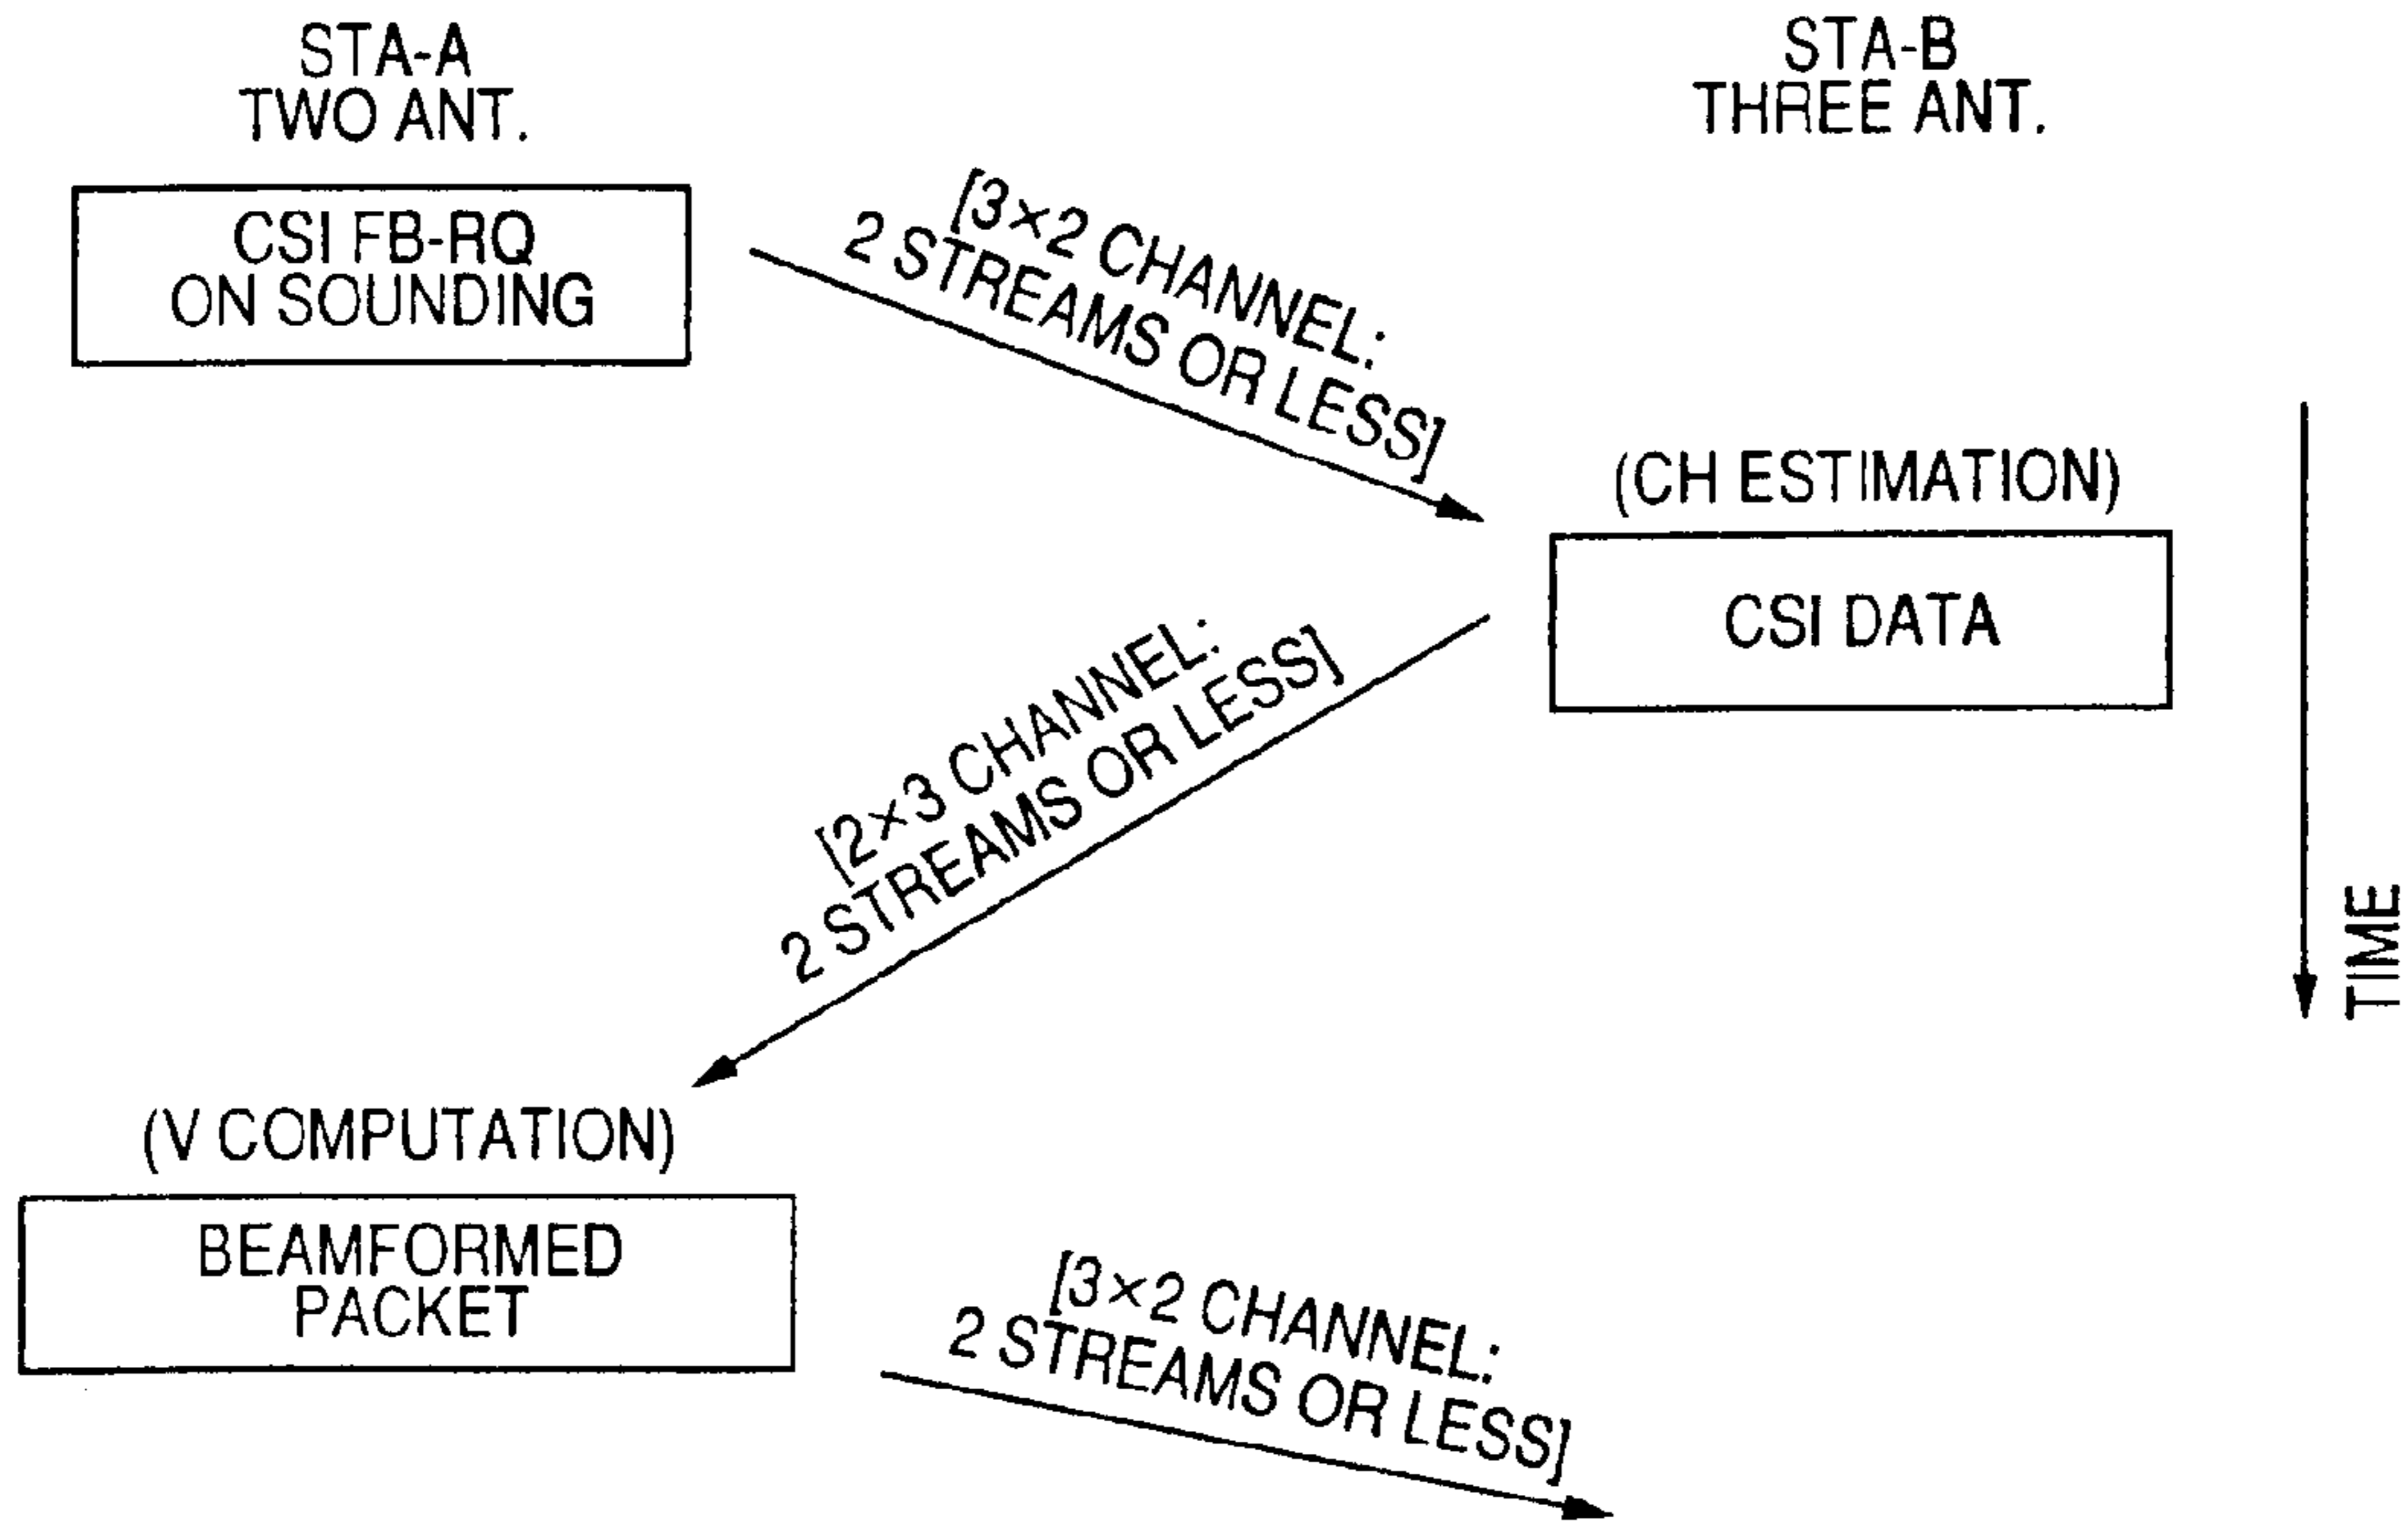 STA-A
TWO ANT.
STA-B
THREE ANT.
CSI FB-RQ
ON SOUNDING
[3×2 CHANNEL:
2 STREAMS OR LESS]
(CH ESTIMATION)
CSI DATA
[2×3 CHANNEL:
2 STREAMS OR LESS]
TIME
(V COMPUTATION)
BEAMFORMED
PACKET
[3×2 CHANNEL:
2 STREAMS OR LESS]